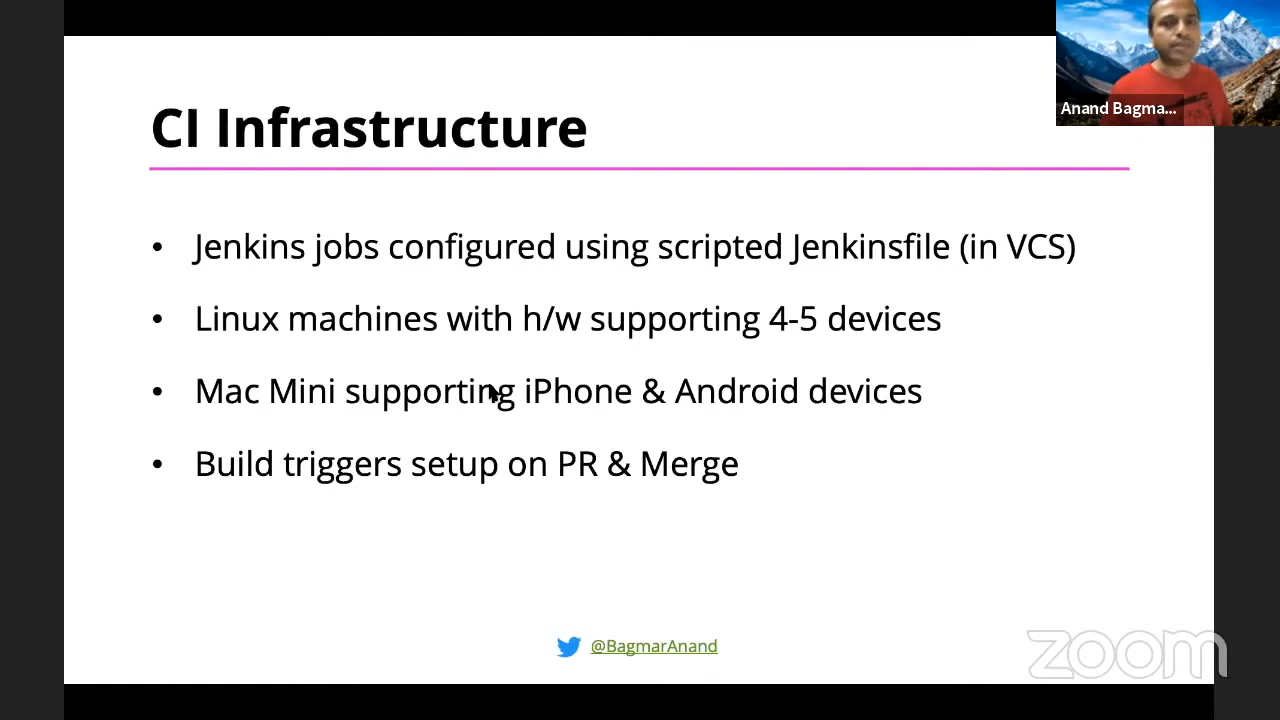 CI Infrastructure
Anand Bagma...
• Jenkins jobs configured using scripted Jenkinsfile (in VCS)
• Linux machines with h/w supporting 4-5 devices
• Mac Mini supporting iPhone & Android devices
• Build triggers setup on PR & Merge
@BagmarAnand
zoom